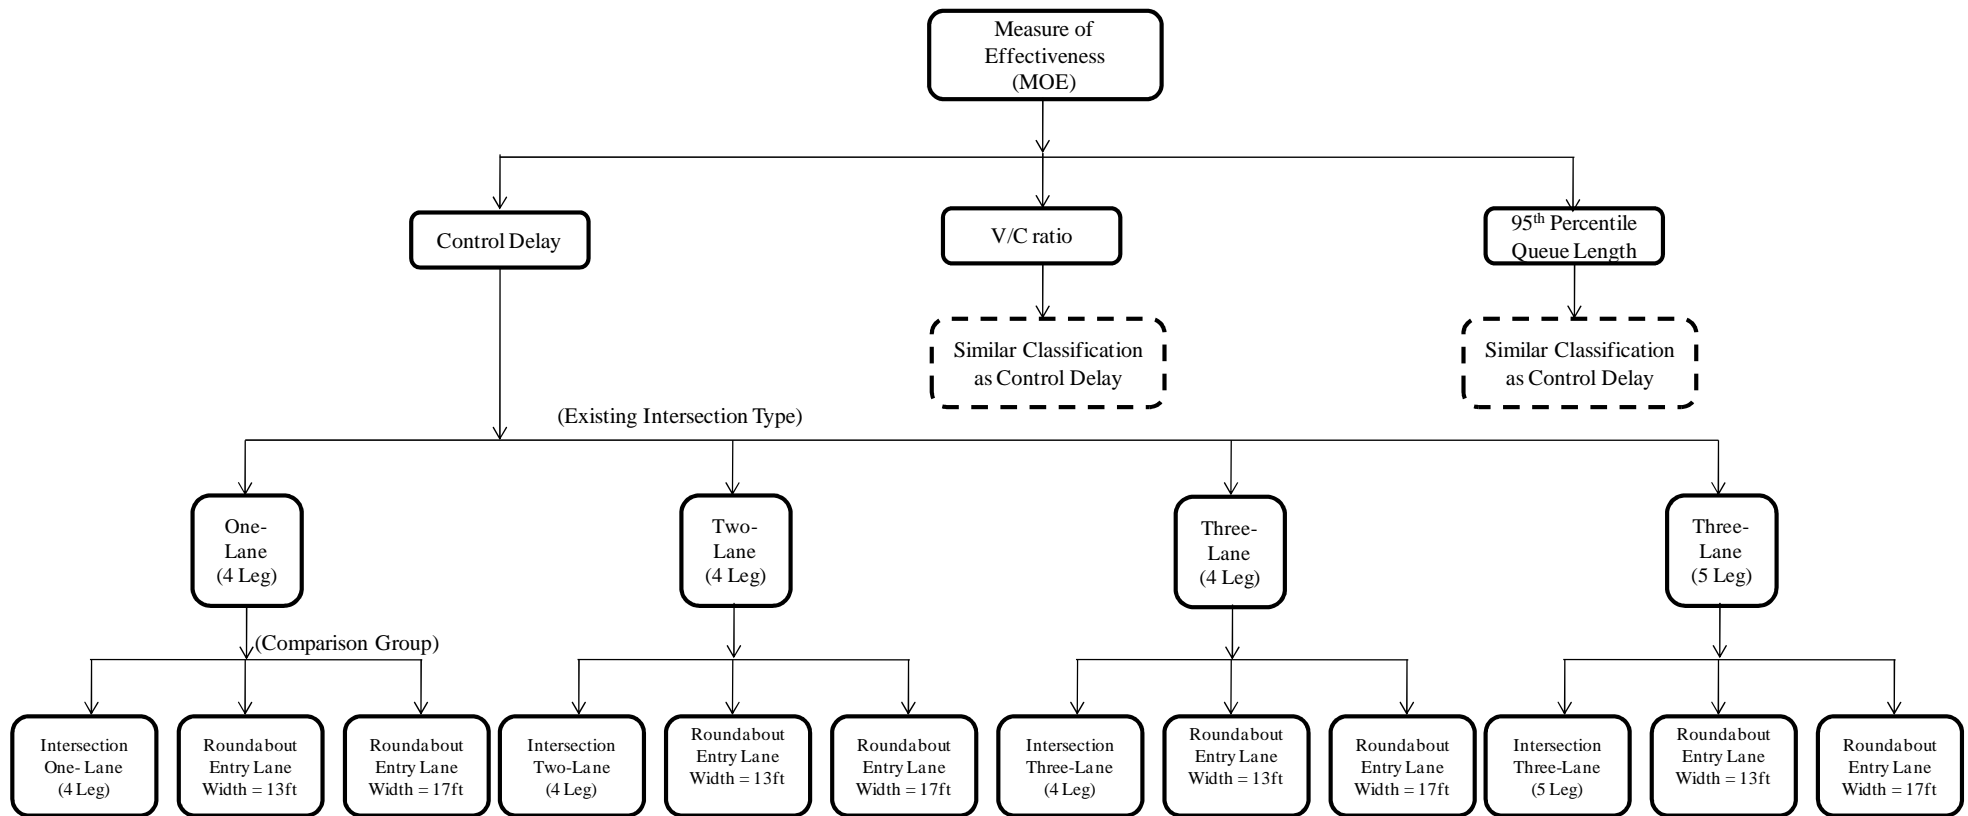 Measure of
Effectiveness
(MOE)
Control Delay
V/C ratio
95th Percentile
Queue Length
Similar Classification
as Control Delay
Similar Classification
as Control Delay
(Existing Intersection Type)
One-
Lane
(4 Leg)
Two-
Lane
(4 Leg)
Three-
Lane
(4 Leg)
Three-
Lane
(5 Leg)
(Comparison Group)
Intersection
One- Lane
(4 Leg)
Roundabout
Entry Lane
Width = 13ft
Roundabout
Entry Lane
Width = 17ft
Intersection
Two-Lane
(4 Leg)
Roundabout
Entry Lane
Width = 13ft
Roundabout
Entry Lane
Width = 17ft
Intersection
Three-Lane
(4 Leg)
Roundabout
Entry Lane
Width = 13ft
Roundabout
Entry Lane
Width = 17ft
Intersection
Three-Lane
(5 Leg)
Roundabout
Entry Lane
Width = 13ft
Roundabout
Entry Lane
Width = 17ft